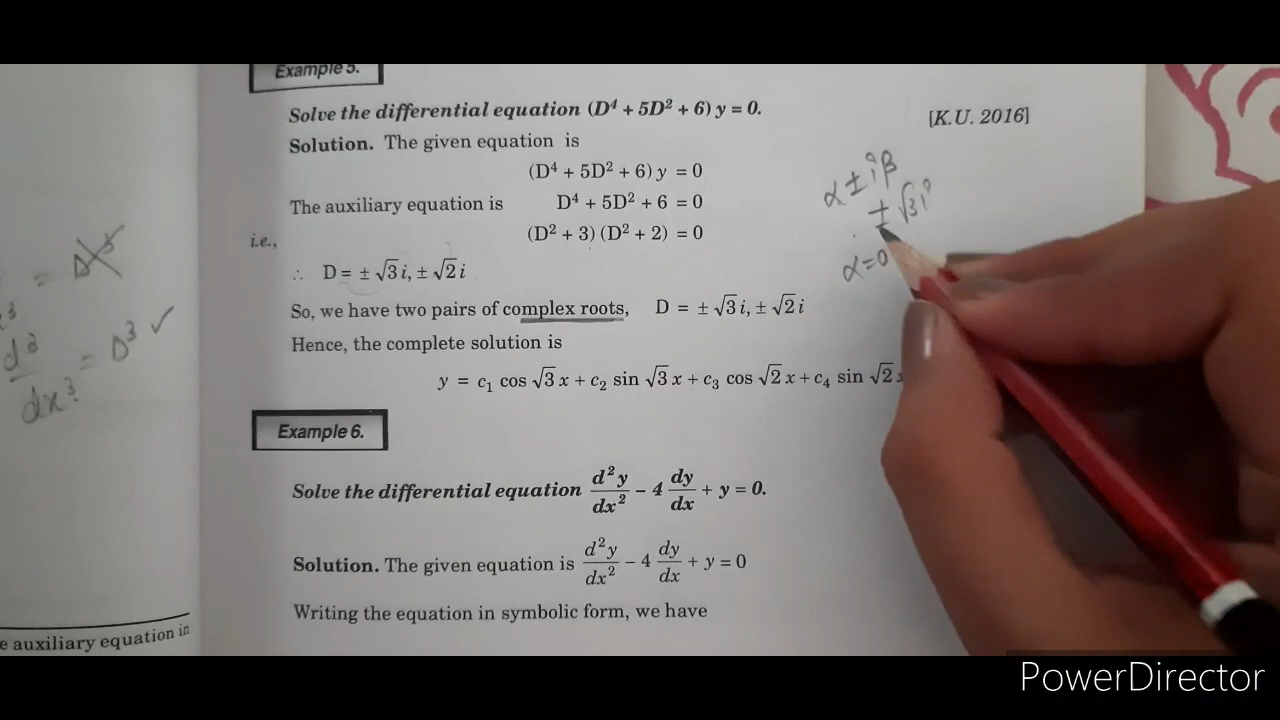 Example 5.
Solve the differential equation (D⁴ + 5D² + 6) y = 0.
[K.U. 2016]
Solution. The given equation is
(D⁴ + 5D² + 6) y = 0
The auxiliary equation is D⁴ + 5D² + 6 = 0
i.e., (D² + 3) (D² + 2) = 0
∴ D = ± √3 i, ± √2 i
So, we have two pairs of complex roots, D = ± √3 i, ± √2 i
Hence, the complete solution is
y = c₁ cos √3 x + c₂ sin √3 x + c₃ cos √2 x + c₄ sin √2
Example 6.
Solve the differential equation d²y/dx² − 4 dy/dx + y = 0.
Solution. The given equation is d²y/dx² − 4 dy/dx + y = 0
Writing the equation in symbolic form, we have
α ± iβ
± √3 i
α = 0
d³/dx³ = D³ ✓
auxiliary equation in
PowerDirector